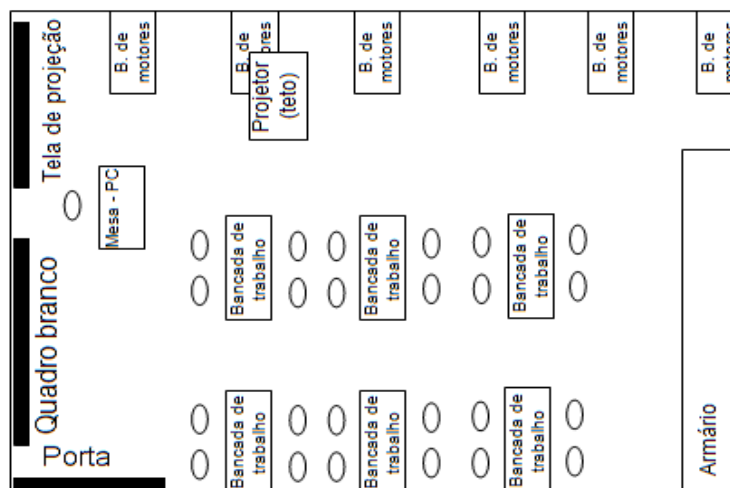 Tela de projeção
B. de
motores
B. de
motores
Projetor
(teto)
B. de
motores
B. de
motores
B. de
motores
B. de
motores
Mesa - PC
Quadro branco
Bancada de
trabalho
Bancada de
trabalho
Bancada de
trabalho
Porta
Bancada de
trabalho
Bancada de
trabalho
Bancada de
trabalho
Armário